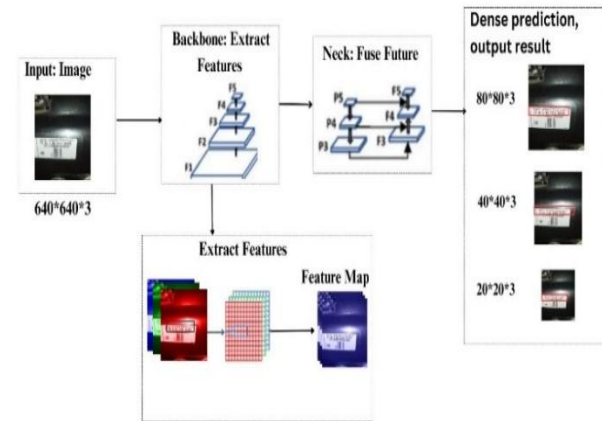 Input: Image
640*640*3
Backbone: Extract
Features
F5
F4
F3
F2
F1
Neck: Fuse Future
P5
P4
P3
F5
F4
F3
Dense prediction,
output result
80*80*3
40*40*3
20*20*3
Extract Features
Feature Map